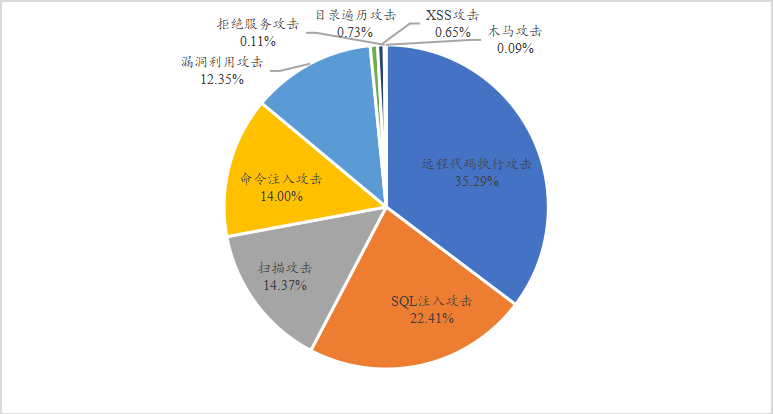 拒绝服务攻击
0.11%
目录遍历攻击
0.73%
XSS攻击
0.65%
木马攻击
0.09%
漏洞利用攻击
12.35%
远程代码执行攻击
35.29%
命令注入攻击
14.00%
扫描攻击
14.37%
SQL注入攻击
22.41%